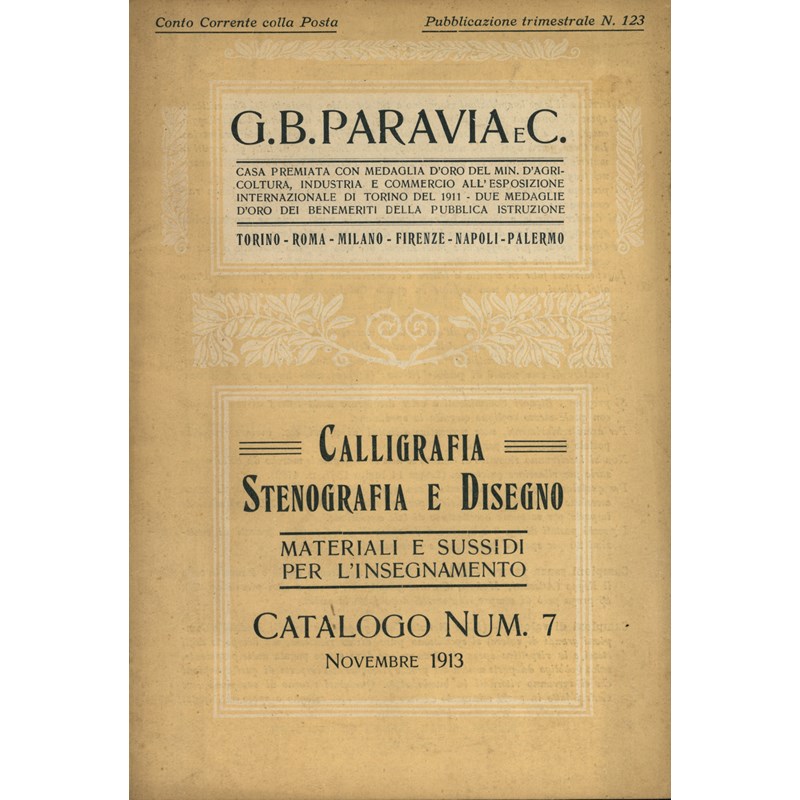 Conto Corrente colla Posta
Pubblicazione trimestrale N. 123
G.B. PARAVIA E C.
CASA PREMIATA CON MEDAGLIA D'ORO DEL MIN. D'AGRI-
COLTURA, INDUSTRIA E COMMERCIO ALL'ESPOSIZIONE
INTERNAZIONALE DI TORINO DEL 1911 - DUE MEDAGLIE
D'ORO DEI BENEMERITI DELLA PUBBLICA ISTRUZIONE
TORINO - ROMA - MILANO - FIRENZE - NAPOLI - PALERMO
CALLIGRAFIA
STENOGRAFIA E DISEGNO
MATERIALI E SUSSIDI
PER L'INSEGNAMENTO
CATALOGO NUM. 7
NOVEMBRE 1913